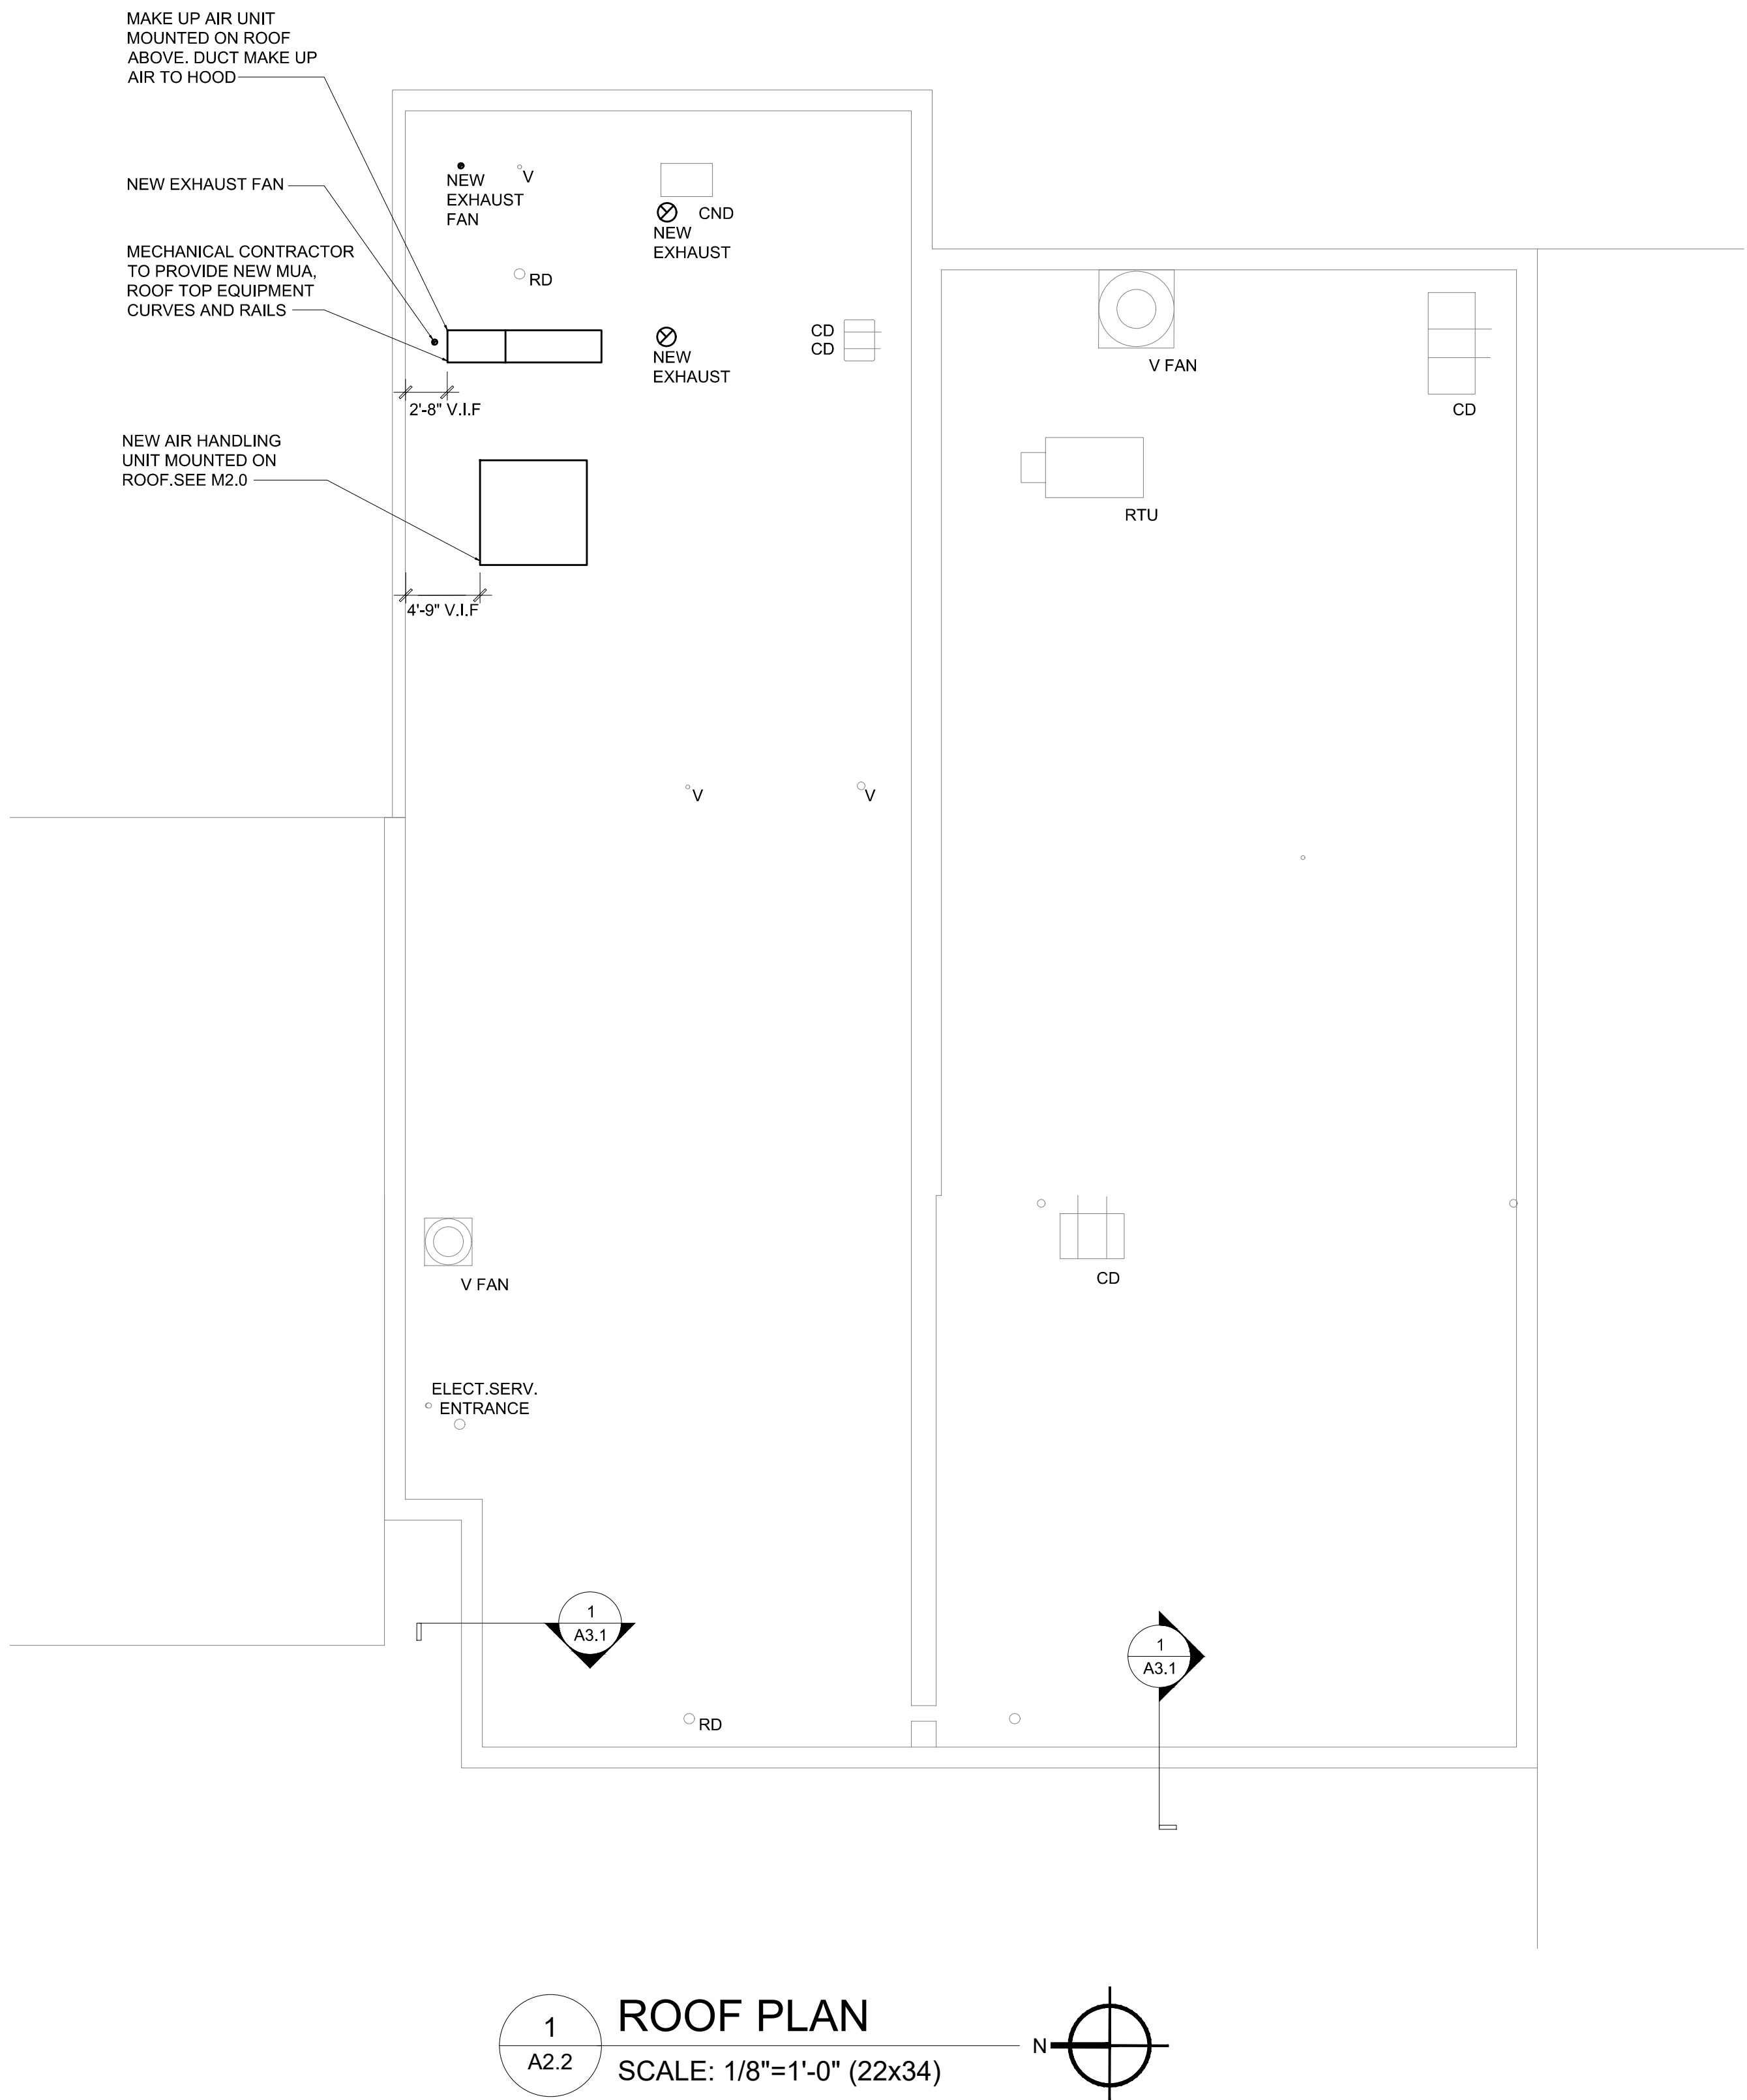 MAKE UP AIR UNIT
MOUNTED ON ROOF
ABOVE. DUCT MAKE UP
AIR TO HOOD
NEW EXHAUST FAN
MECHANICAL CONTRACTOR
TO PROVIDE NEW MUA,
ROOF TOP EQUIPMENT
CURVES AND RAILS
NEW AIR HANDLING
UNIT MOUNTED ON
ROOF.SEE M2.0
NEW
EXHAUST
FAN
V
CND
NEW
EXHAUST
RD
NEW
EXHAUST
CD
CD
2'-8" V.I.F
4'-9" V.I.F
V FAN
CD
RTU
V
V
V FAN
CD
ELECT.SERV.
ENTRANCE
1
A3.1
1
A3.1
RD
1
A2.2
ROOF PLAN
SCALE: 1/8"=1'-0" (22x34)
N